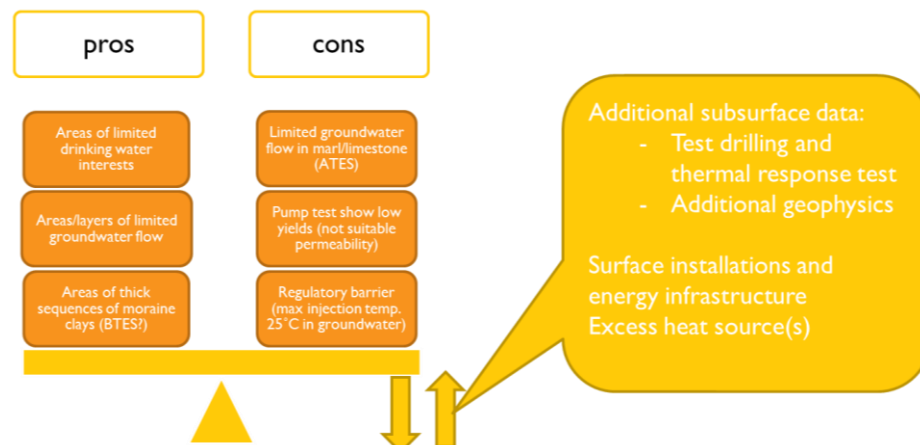 pros
cons
Areas of limited
drinking water
interests
Limited groundwater
flow in marl/limestone
(ATES)
Areas/layers of limited
groundwater flow
Pump test show low
yields (not suitable
permeability)
Areas of thick
sequences of moraine
clays (BTES?)
Regulatory barrier
(max injection temp.
25°C in groundwater)
Additional subsurface data:
- Test drilling and
thermal response test
- Additional geophysics
Surface installations and
energy infrastructure
Excess heat source(s)